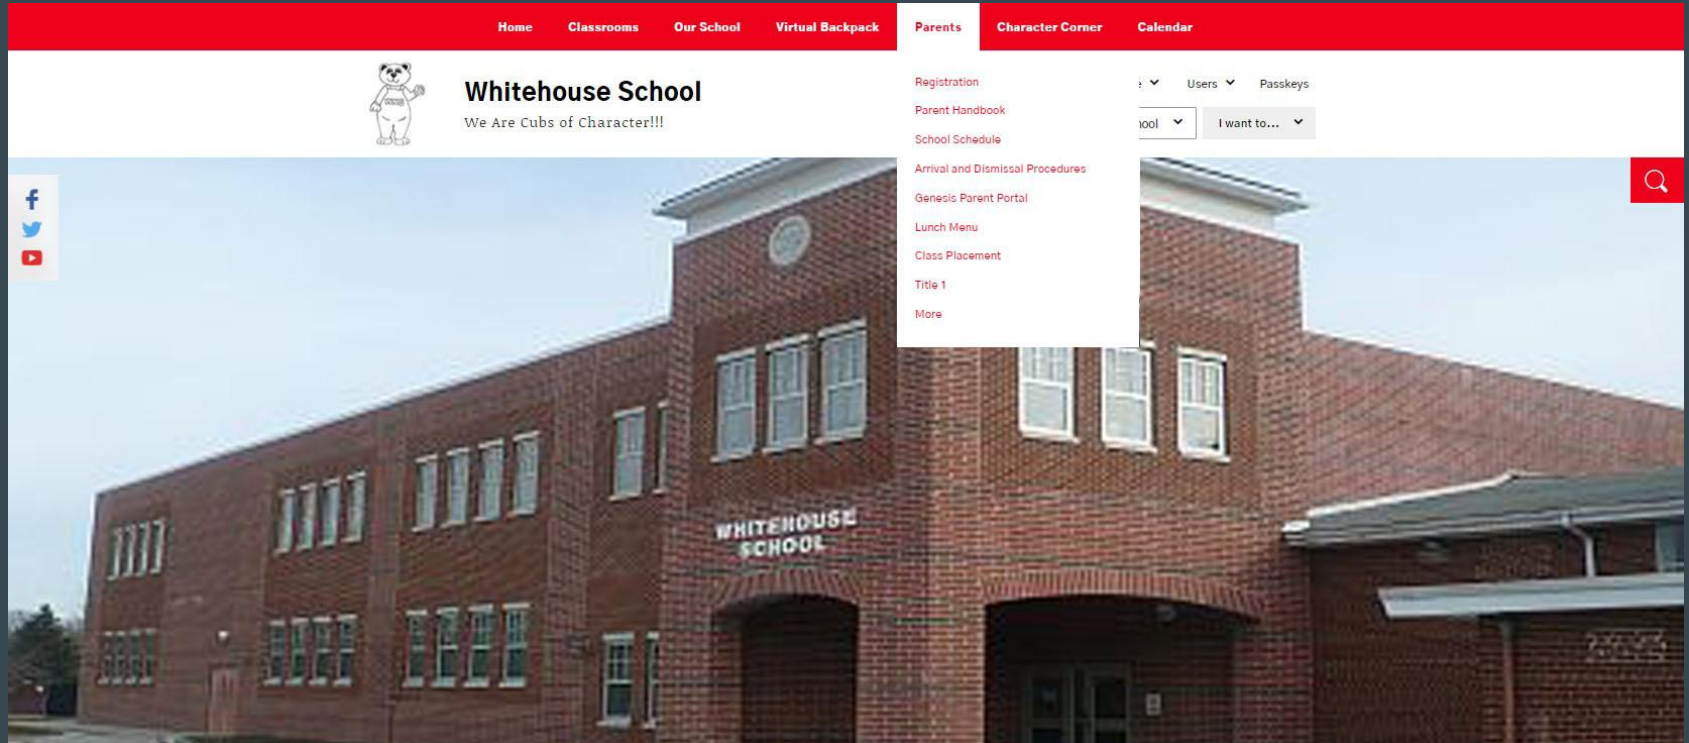 Home Classrooms Our School Virtual Backpack Parents Character Corner Calendar
Whitehouse School
We Are Cubs of Character!!!
Users Passkeys
I want to...
Registration
Parent Handbook
School Schedule
Arrival and Dismissal Procedures
Genesis Parent Portal
Lunch Menu
Class Placement
Title 1
More
WHITEHOUSE
SCHOOL